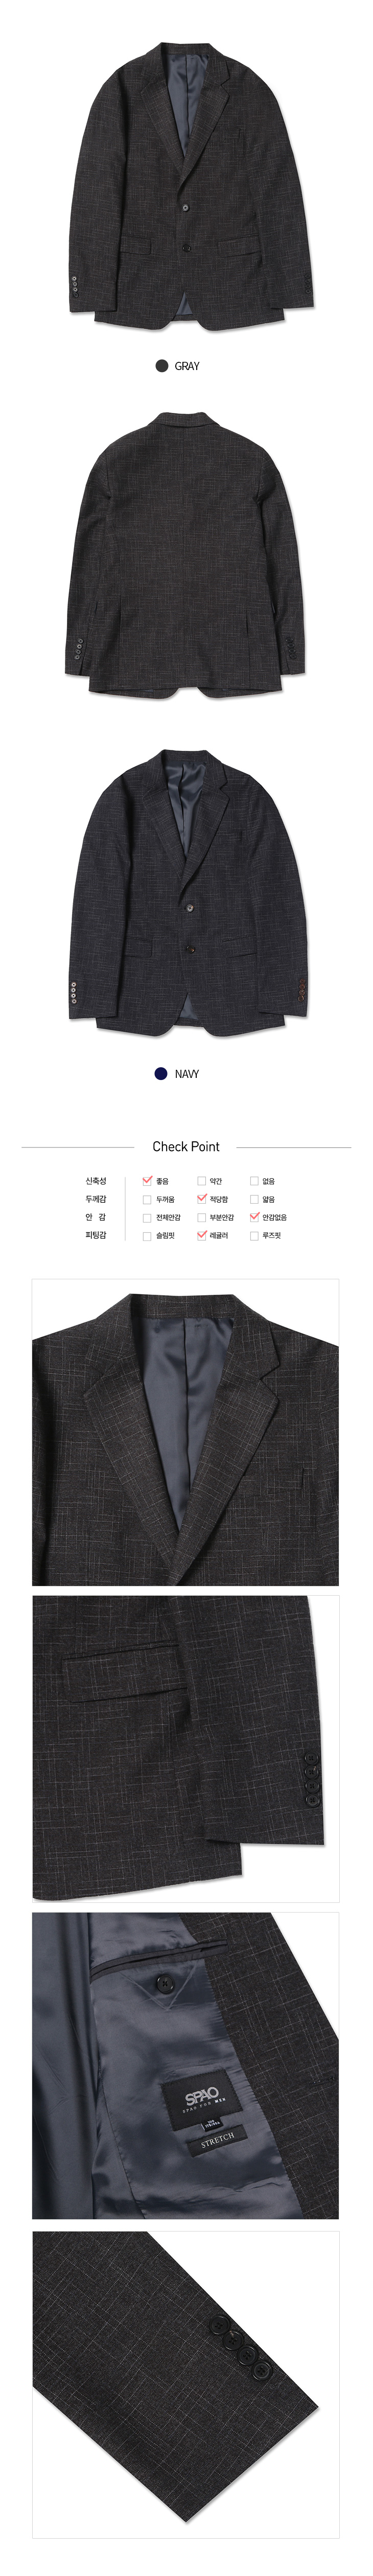 GRAY
NAVY
Check Point
신축성 좋음 약간 없음
두께감 두꺼움 적당함 얇음
안 감 전체안감 부분안감 안감없음
피팅감 슬림핏 레귤러 루즈핏
SPAO
SPAO FOR MEN
STRETCH